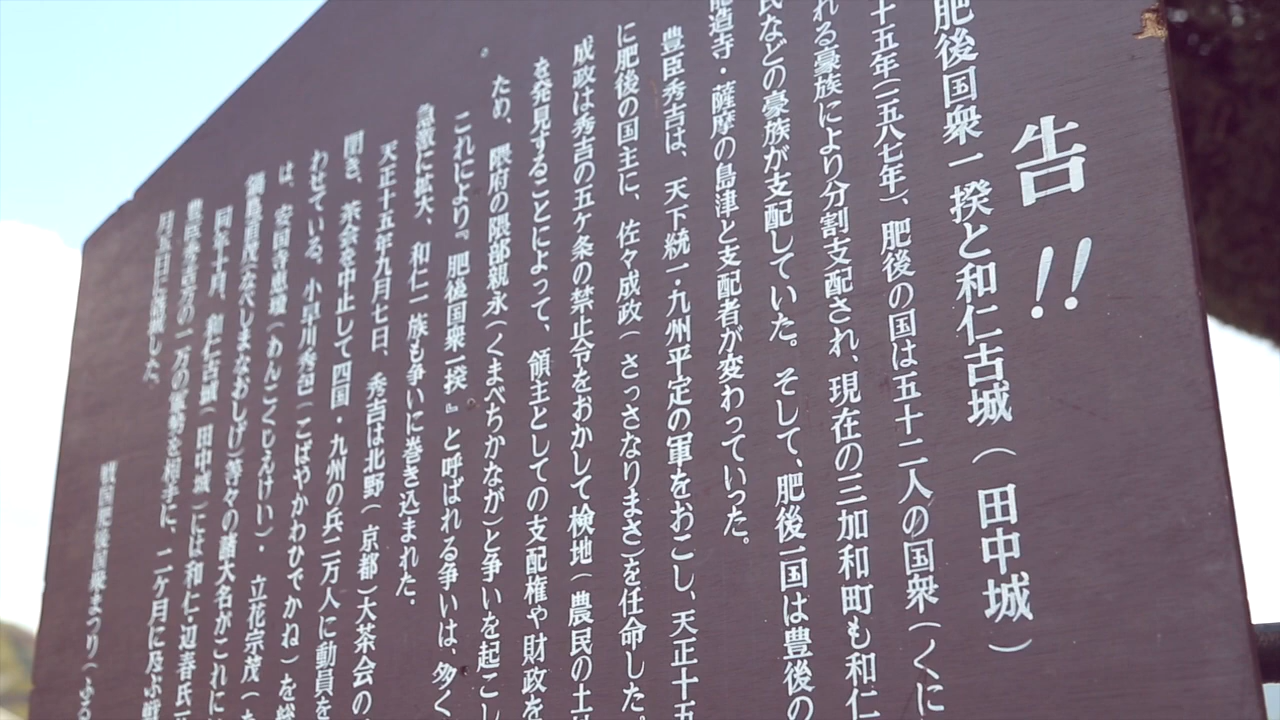 告!!
肥後国衆一揆と和仁古城（田中城）
十五年（一五八七年）、肥後の国は五十二人の国衆（くに
れる豪族により分割支配され、現在の三加和町も和仁
氏などの豪族が支配していた。そして、肥後一国は豊後の
造寺・薩摩の島津と支配者が変わっていった。
豊臣秀吉は、天下統一・九州平定の軍をおこし、天正十五
に肥後の国主に、佐々成政（さっさなりまさ）を任命した。
成政は秀吉の五ケ条の禁止令をおかして検地（農民の土地
を発見することによって、領主としての支配権や財政を
ため、隈府の隈部親永（くまべちかなが）と争いを起こし
これにより『肥後国衆一揆』と呼ばれる争いは、多く
急激に拡大、和仁一族も争いに巻き込まれた。
天正十五年九月七日、秀吉は北野（京都）大茶会の
開き、茶会を中止して四国・九州の兵二万人に動員を
わせている。小早川秀包（こばやかわひでかね）を総
は、安国寺恵瓊（あんこくじえけい）・立花宗茂（
鍋島直茂（なべしまなおしげ）等々の諸大名がこれに
同年十月、和仁古城（田中城）には和仁・辺春氏
豊臣秀吉方の一万の軍勢を相手に、二ケ月に及ぶ
月五日に落城した。
戦国肥後国衆まつり（ふる